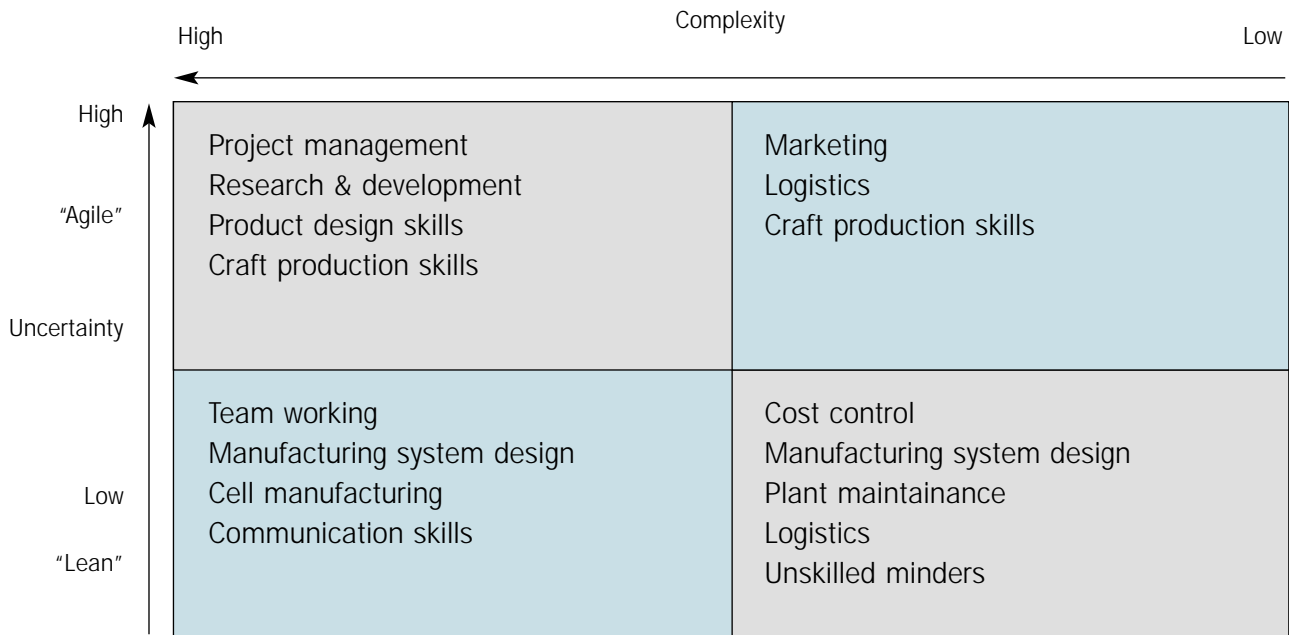 Complexity
High
Low
High
“Agile”
Uncertainty
Low
“Lean”
Project management
Research & development
Product design skills
Craft production skills
Marketing
Logistics
Craft production skills
Team working
Manufacturing system design
Cell manufacturing
Communication skills
Cost control
Manufacturing system design
Plant maintainance
Logistics
Unskilled minders